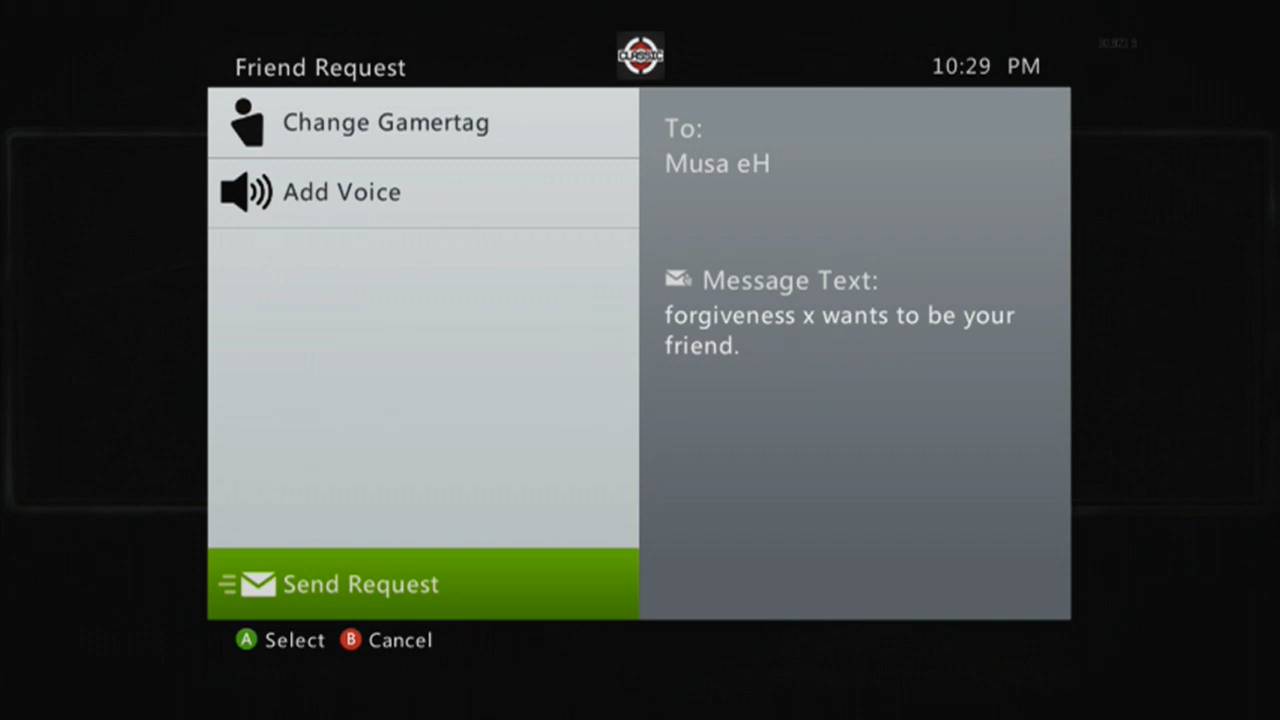 Friend Request
CLASSIC
10:29 PM
Change Gamertag
Add Voice
To:
Musa eH
Message Text:
forgiveness x wants to be your
friend.
Send Request
A Select B Cancel